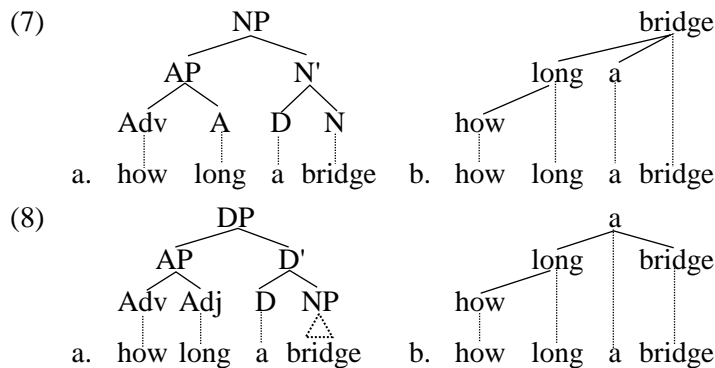 (7) NP bridge
AP N' long a
Adv A D N how
a. how long a bridge b. how long a bridge
(8) DP a
AP D' long bridge
Adv Adj D NP how
a. how long a bridge b. how long a bridge